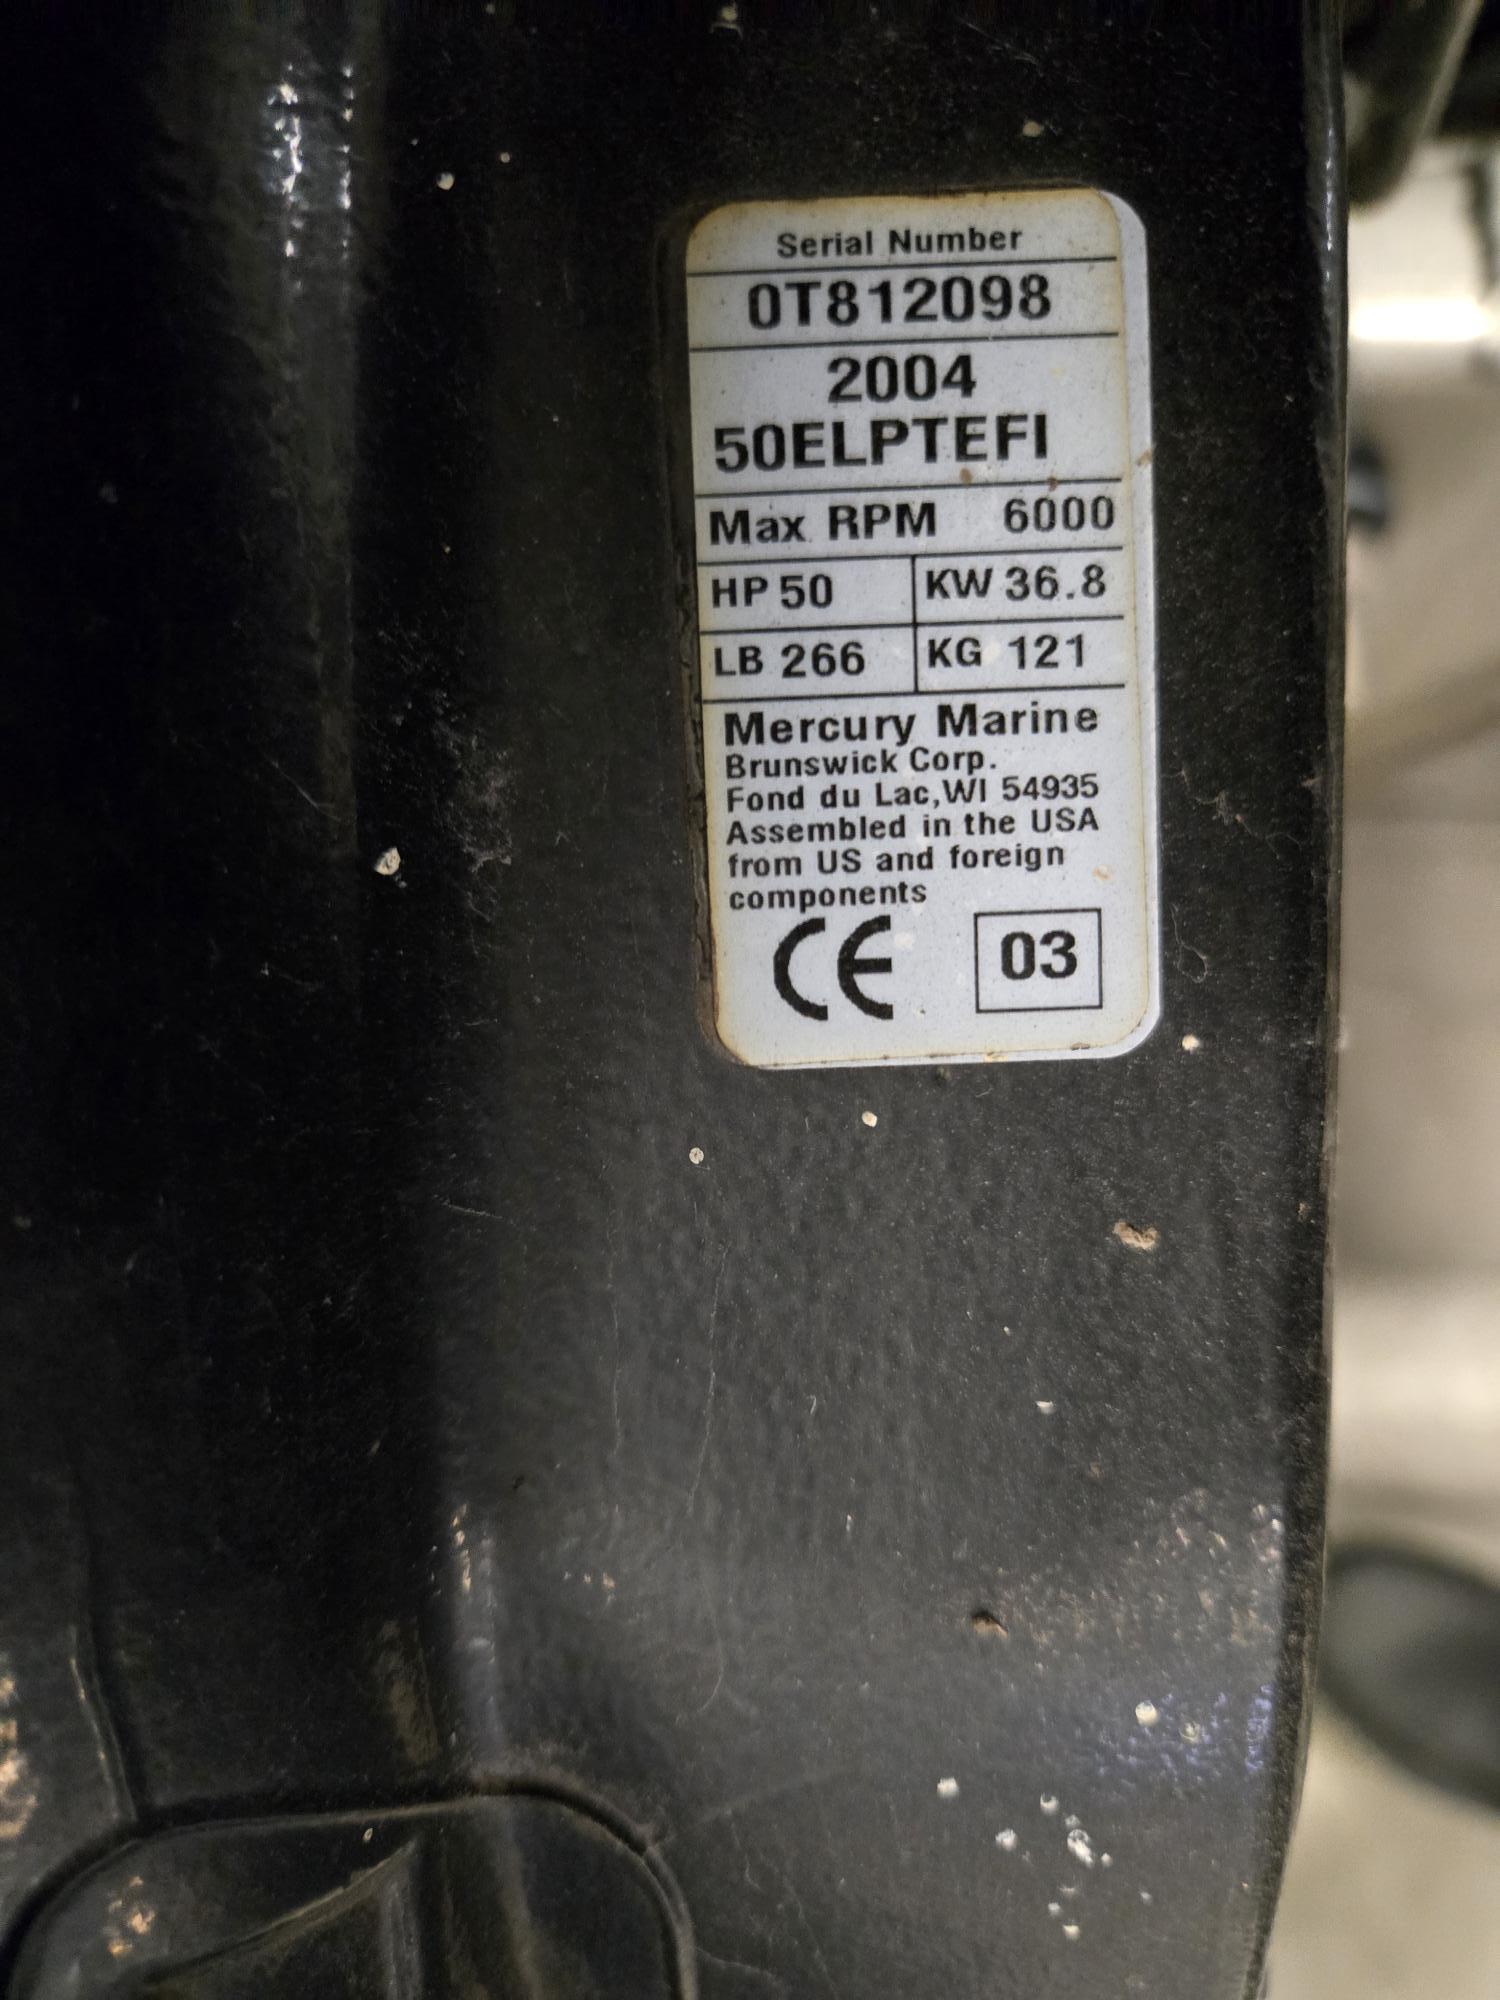 Serial Number
0T812098
2004
50ELPTEFI
Max RPM 6000
HP 50 KW 36.8
LB 266 KG 121
Mercury Marine
Brunswick Corp.
Fond du Lac,WI 54935
Assembled in the USA
from US and foreign
components
CE 03